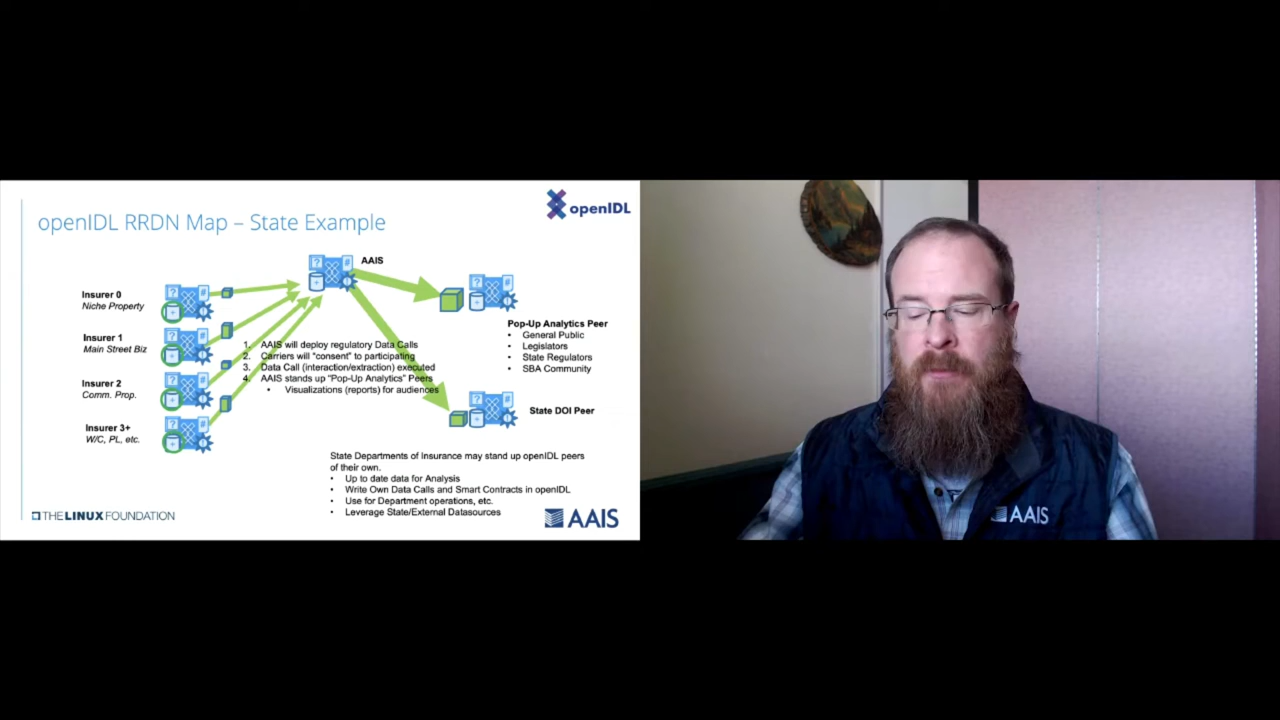 openIDL RRDN Map – State Example
openIDL
AAIS
Insurer 0
Niche Property
Insurer 1
Main Street Biz
Insurer 2
Comm. Prop.
Insurer 3+
W/C, PL, etc.
1. AAIS will deploy regulatory Data Calls
2. Carriers will "consent" to participating
3. Data Call (interaction/extraction) executed
4. AAIS stands up "Pop-Up Analytics" Peers
• Visualizations (reports) for audiences
Pop-Up Analytics Peer
• General Public
• Legislators
• State Regulators
• SBA Community
State DOI Peer
State Departments of Insurance may stand up openIDL peers
of their own.
• Up to date data for Analysis
• Write Own Data Calls and Smart Contracts in openIDL
• Use for Department operations, etc.
• Leverage State/External Datasources
THE LINUX FOUNDATION
AAIS
AAIS